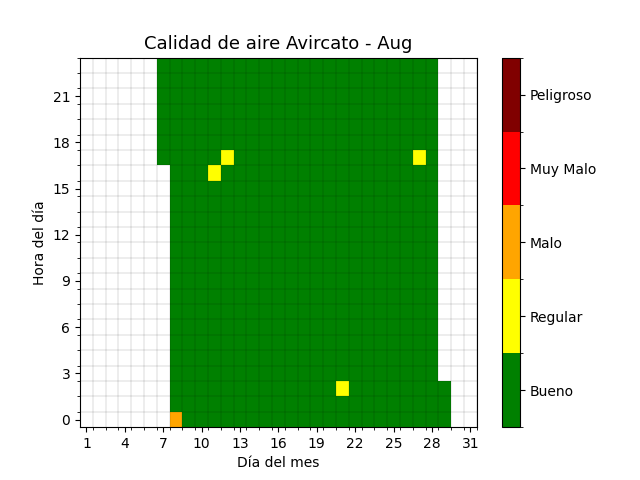 Calidad de aire Avircato - Aug
Hora del día
21
18
15
12
9
6
3
0
1 4 7 10 13 16 19 22 25 28 31
Día del mes
Peligroso
Muy Malo
Malo
Regular
Bueno